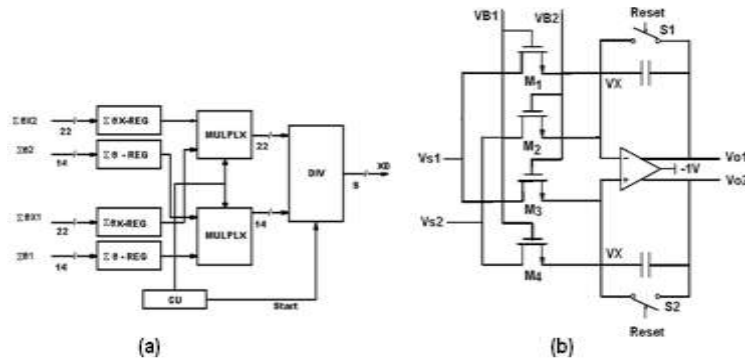 ΣθX2
22
ΣθX-REG
MULPLX
22
Σθ2
14
Σθ-REG
DIV
XD
S
ΣθX1
22
ΣθX-REG
MULPLX
14
Σθ1
14
Σθ-REG
CU
Start
(a)
VB1
VB2
Reset
S1
M1
VX
M2
Vs1
-
+
-1V
Vo1
Vo2
M3
Vs2
M4
VX
S2
Reset
(b)